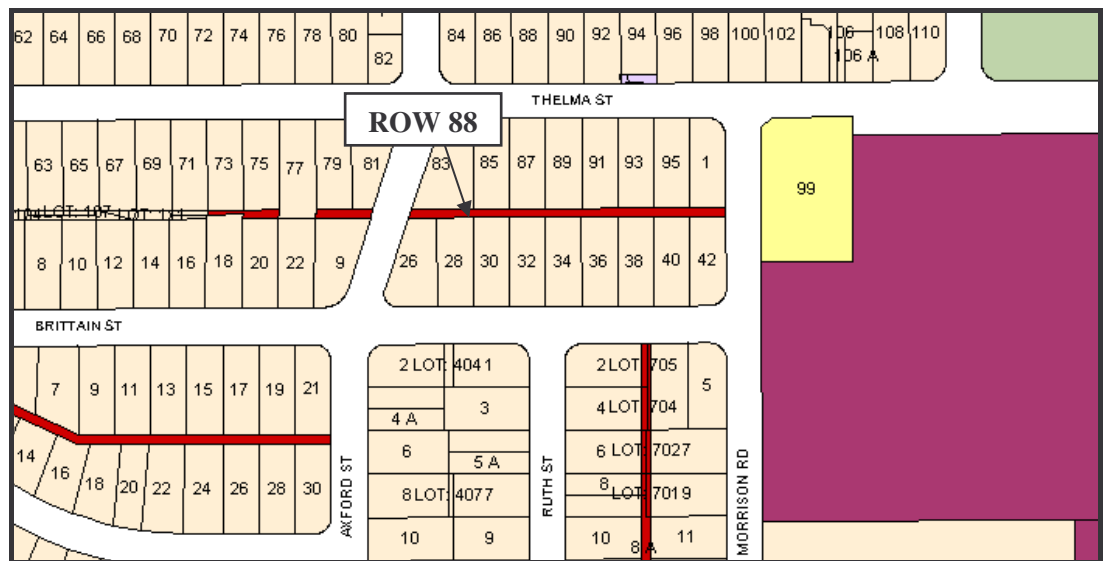 62 64 66 68 70 72 74 76 78 80 84 86 88 90 92 94 96 98 100 102 106 108 110
82 106 A
THELMA ST
ROW 88
63 65 67 69 71 73 75 77 79 81 83 85 87 89 91 93 95 1 99
LOT: 107 LOT:
8 10 12 14 16 18 20 22 9 26 28 30 32 34 36 38 40 42
BRITTAIN ST
7 9 11 13 15 17 19 21 2 LOT: 4041 2 LOT: 705 5
4 A 3 4 LOT: 704
14 16 18 20 22 24 26 28 30 6 5 A 6 LOT: 7027
8 LOT: 4077 8 LOT: 7019
10 9 10 8 A 11
AXFORD ST
RUTH ST
MORRISON RD